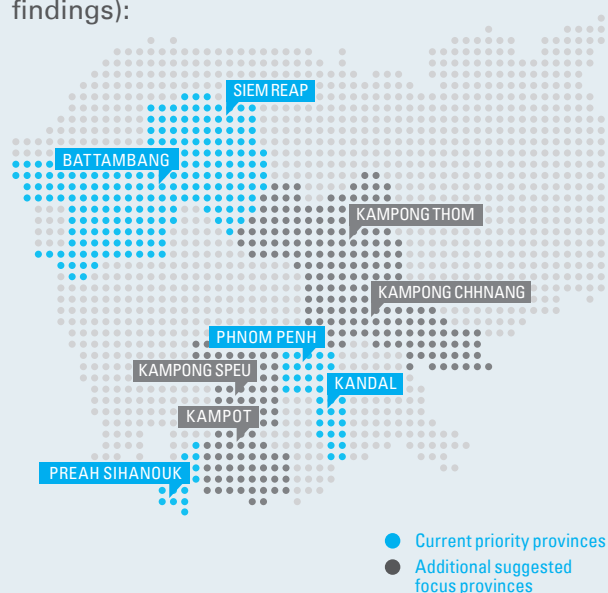 findings):
SIEM REAP
BATTAMBANG
KAMPONG THOM
KAMPONG CHHNANG
PHNOM PENH
KAMPONG SPEU
KANDAL
KAMPOT
PREAH SIHANOUK
Current priority provinces
Additional suggested
focus provinces